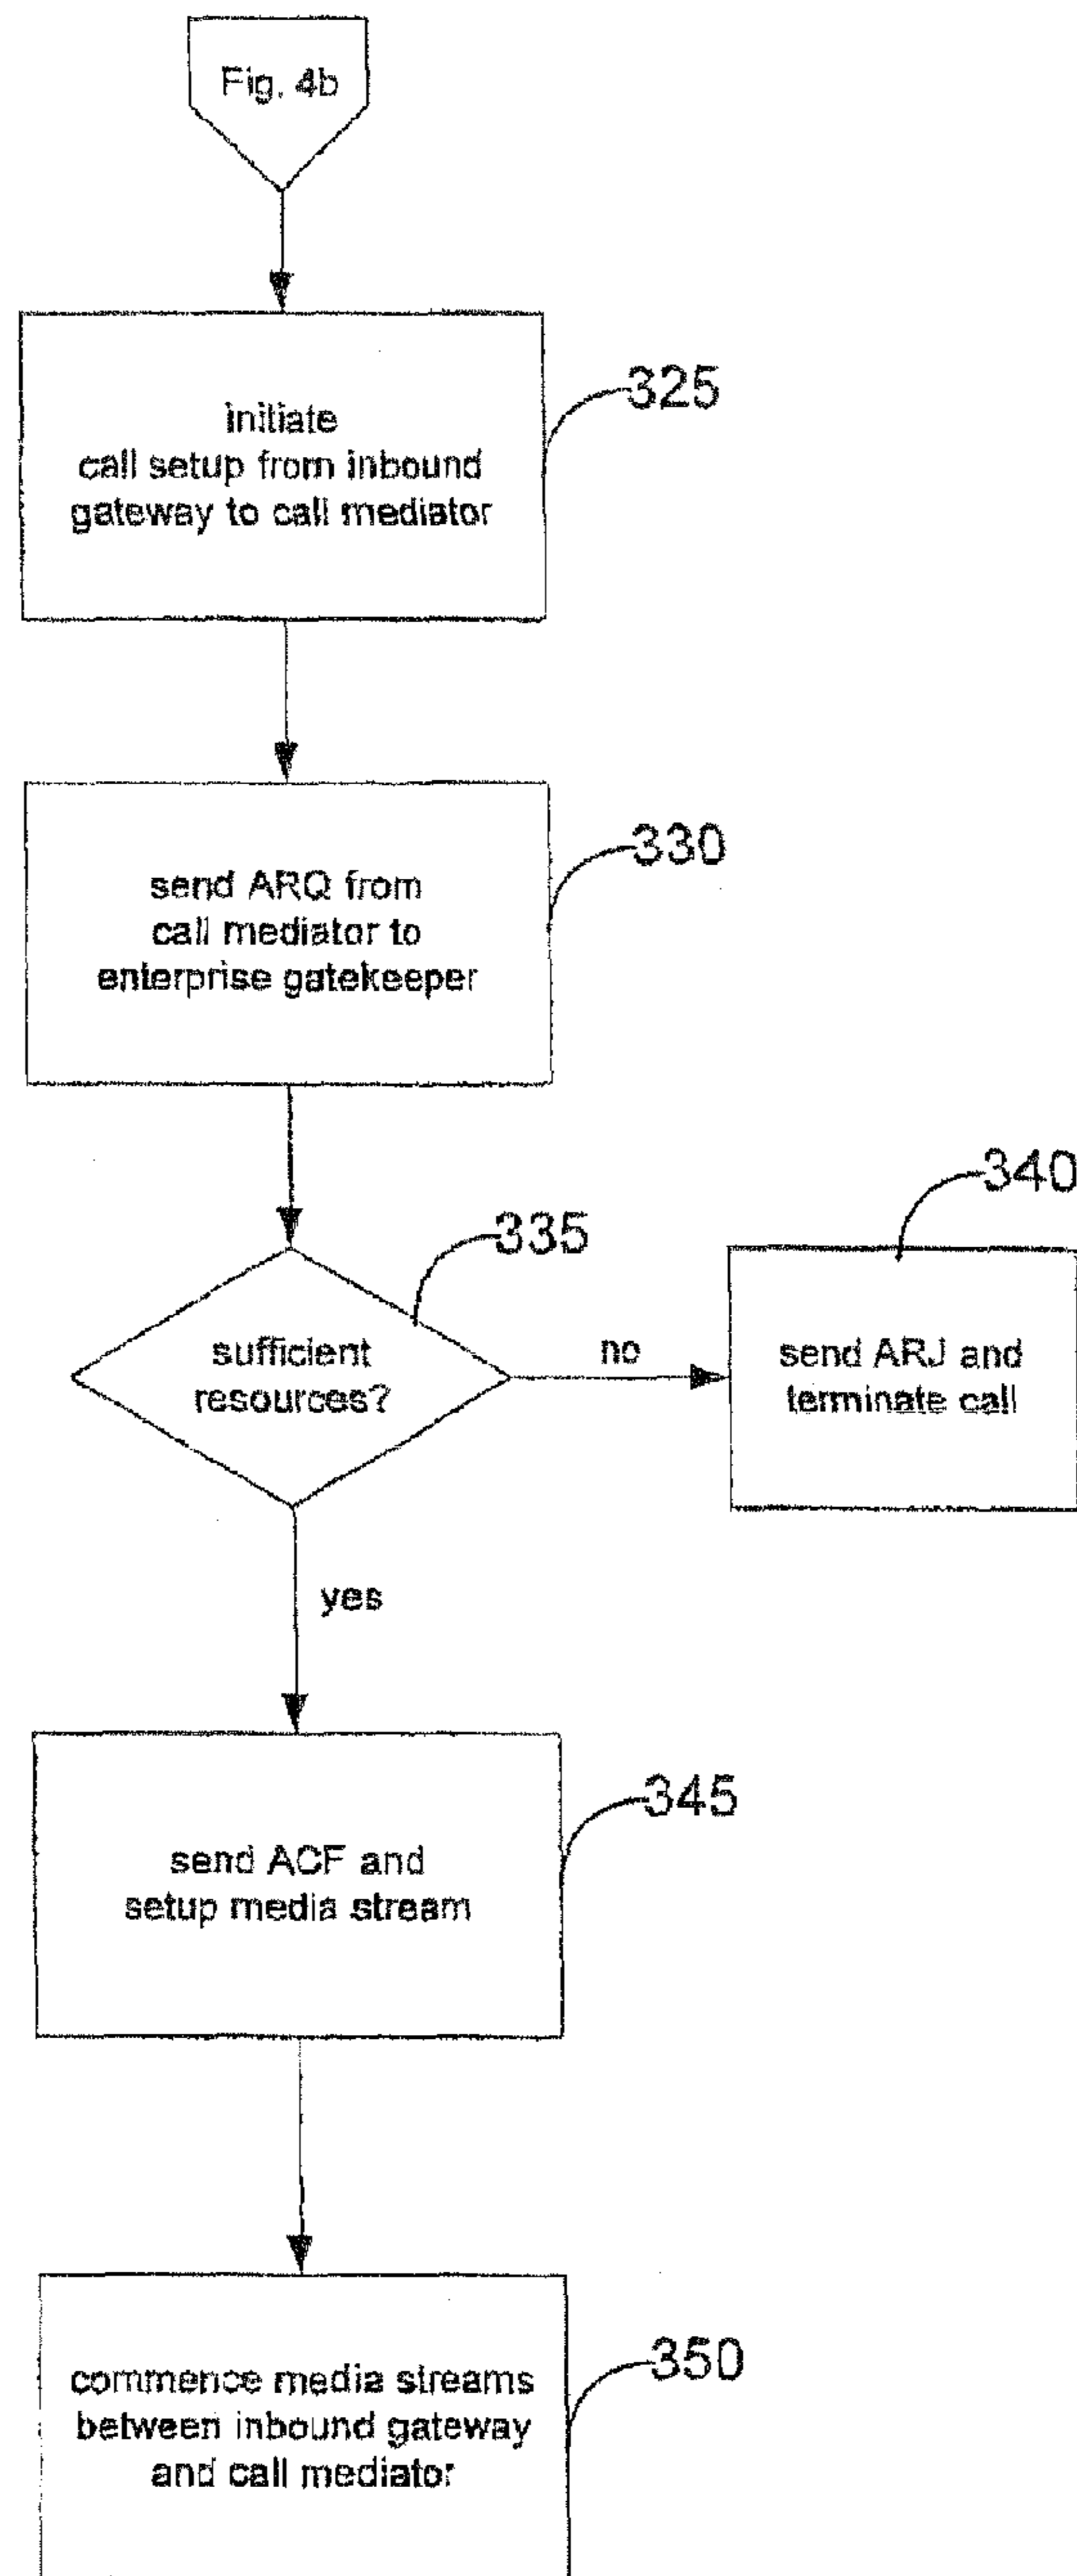 Fig. 4b
initiate
call setup from inbound
gateway to call mediator
325
send ARQ from
call mediator to
enterprise gatekeeper
330
335
sufficient
resources?
no
340
send ARJ and
terminate call
yes
send ACF and
setup media stream
345
commence media streams
between inbound gateway
and call mediator
350